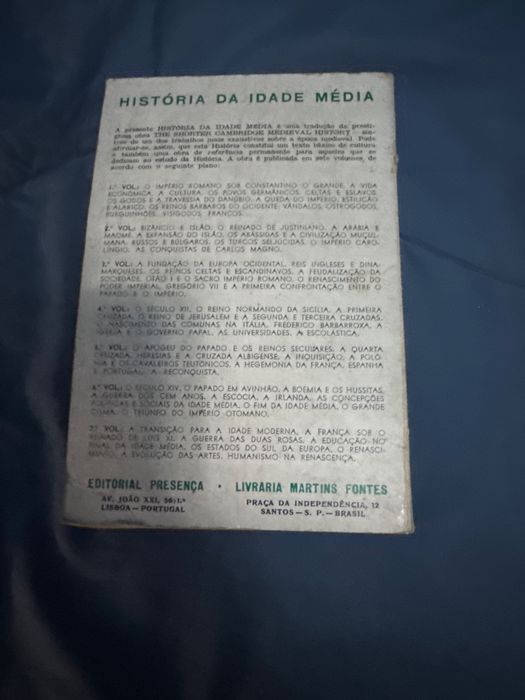 HISTÓRIA DA IDADE MÉDIA
A presente HISTÓRIA DA IDADE MÉDIA é uma tradução da presti-
giosa obra THE SHORTER CAMBRIDGE MEDIEVAL HISTORY — sín-
tese de um dos trabalhos mais exaustivos sobre a época medieval. Pode
afirmar-se, assim, que esta História constitui um texto básico de cultura
e também uma obra de referência permanente para aqueles que se
dedicam ao estudo da História. A obra é publicada em sete volumes, de
acordo com o seguinte plano:
1.º VOL.: O IMPÉRIO ROMANO SOB CONSTANTINO O GRANDE. A VIDA
ECONÓMICA. A CULTURA. OS POVOS GERMÂNICOS, CELTAS E ESLAVOS.
OS GODOS E A TRAVESSIA DO DANÚBIO. A QUEDA DO IMPÉRIO. ESTILICÃO
E ALARICO. OS REINOS BÁRBAROS DO OCIDENTE: VÂNDALOS, OSTROGODOS,
BURGUINHÕES, VISIGODOS, FRANCOS.
2.º VOL.: BIZÂNCIO E ISLÃO. O REINADO DE JUSTINIANO. A ARÁBIA E
MAOMÉ. A EXPANSÃO DO ISLÃO. OS ABÁSSIDAS E A CIVILIZAÇÃO MUÇUL-
MANA. RUSSOS E BÚLGAROS. OS TURCOS SELJÚCIDAS. O IMPÉRIO CARO-
LÍNGIO. AS CONQUISTAS DE CARLOS MAGNO.
3.º VOL.: A FUNDAÇÃO DA EUROPA OCIDENTAL. REIS INGLESES E DINA-
MARQUESES. OS REINOS CELTAS E ESCANDINAVOS. A FEUDALIZAÇÃO DA
SOCIEDADE. OTÃO I E O SACRO IMPÉRIO ROMANO. O RENASCIMENTO DO
PODER IMPERIAL. GREGÓRIO VII E A PRIMEIRA CONFRONTAÇÃO ENTRE O
PAPADO E O IMPÉRIO.
4.º VOL.: O SÉCULO XII. O REINO NORMANDO DA SICÍLIA. A PRIMEIRA
CRUZADA. O REINO DE JERUSALÉM E A SEGUNDA E TERCEIRA CRUZADAS.
O NASCIMENTO DAS COMUNAS NA ITÁLIA. FREDERICO BARBARROXA. A
IGREJA E O GOVERNO PAPAL. AS UNIVERSIDADES. A ESCOLÁSTICA.
5.º VOL.: O APOGEU DO PAPADO E OS REINOS SECULARES. A QUARTA
CRUZADA. HERESIAS E A CRUZADA ALBIGENSE. A INQUISIÇÃO. A POLÓ-
NIA E OS CAVALEIROS TEUTÓNICOS. A HEGEMONIA DA FRANÇA. ESPANHA
E PORTUGAL. A RECONQUISTA.
6.º VOL.: O SÉCULO XIV. O PAPADO EM AVINHÃO. A BOEMIA E OS HUSSITAS.
A GUERRA DOS CEM ANOS. A ESCÓCIA. A IRLANDA. AS CONCEPÇÕES
POLÍTICAS E SOCIAIS DA IDADE MÉDIA. O FIM DA IDADE MÉDIA. O GRANDE
CISMA. O TRIUNFO DO IMPÉRIO OTOMANO.
7.º VOL.: A TRANSIÇÃO PARA A IDADE MODERNA. A FRANÇA SOB O
REINADO DE LUÍS XI. A GUERRA DAS DUAS ROSAS. A EDUCAÇÃO NO
FINAL DA IDADE MÉDIA. OS ESTADOS DO SUL DA EUROPA. O RENASCI-
MENTO. A EVOLUÇÃO DAS ARTES. HUMANISMO NA RENASCENÇA.
EDITORIAL PRESENÇA • LIVRARIA MARTINS FONTES
AV. JOÃO XXI, 56-1.º
LISBOA — PORTUGAL
PRAÇA DA INDEPENDÊNCIA, 12
SANTOS — S. P. — BRASIL